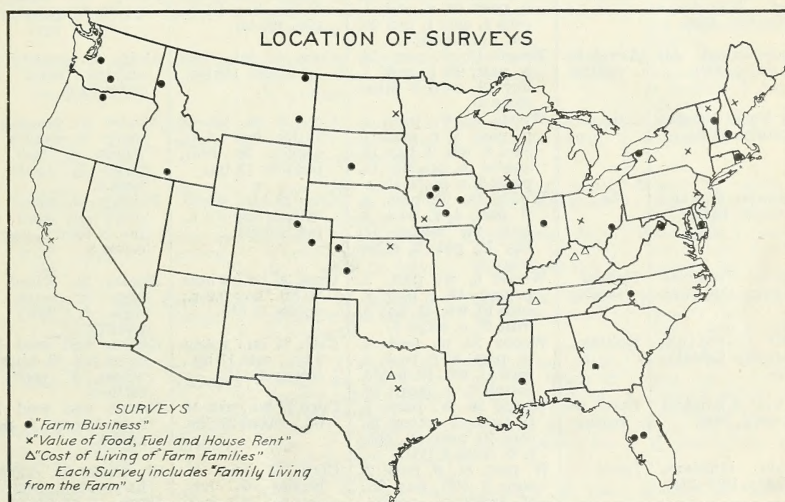 LOCATION OF SURVEYS
SURVEYS
• "Farm Business"
× "Value of Food, Fuel and House Rent"
△ "Cost of Living of Farm Families"
Each Survey includes "Family Living
from the Farm"